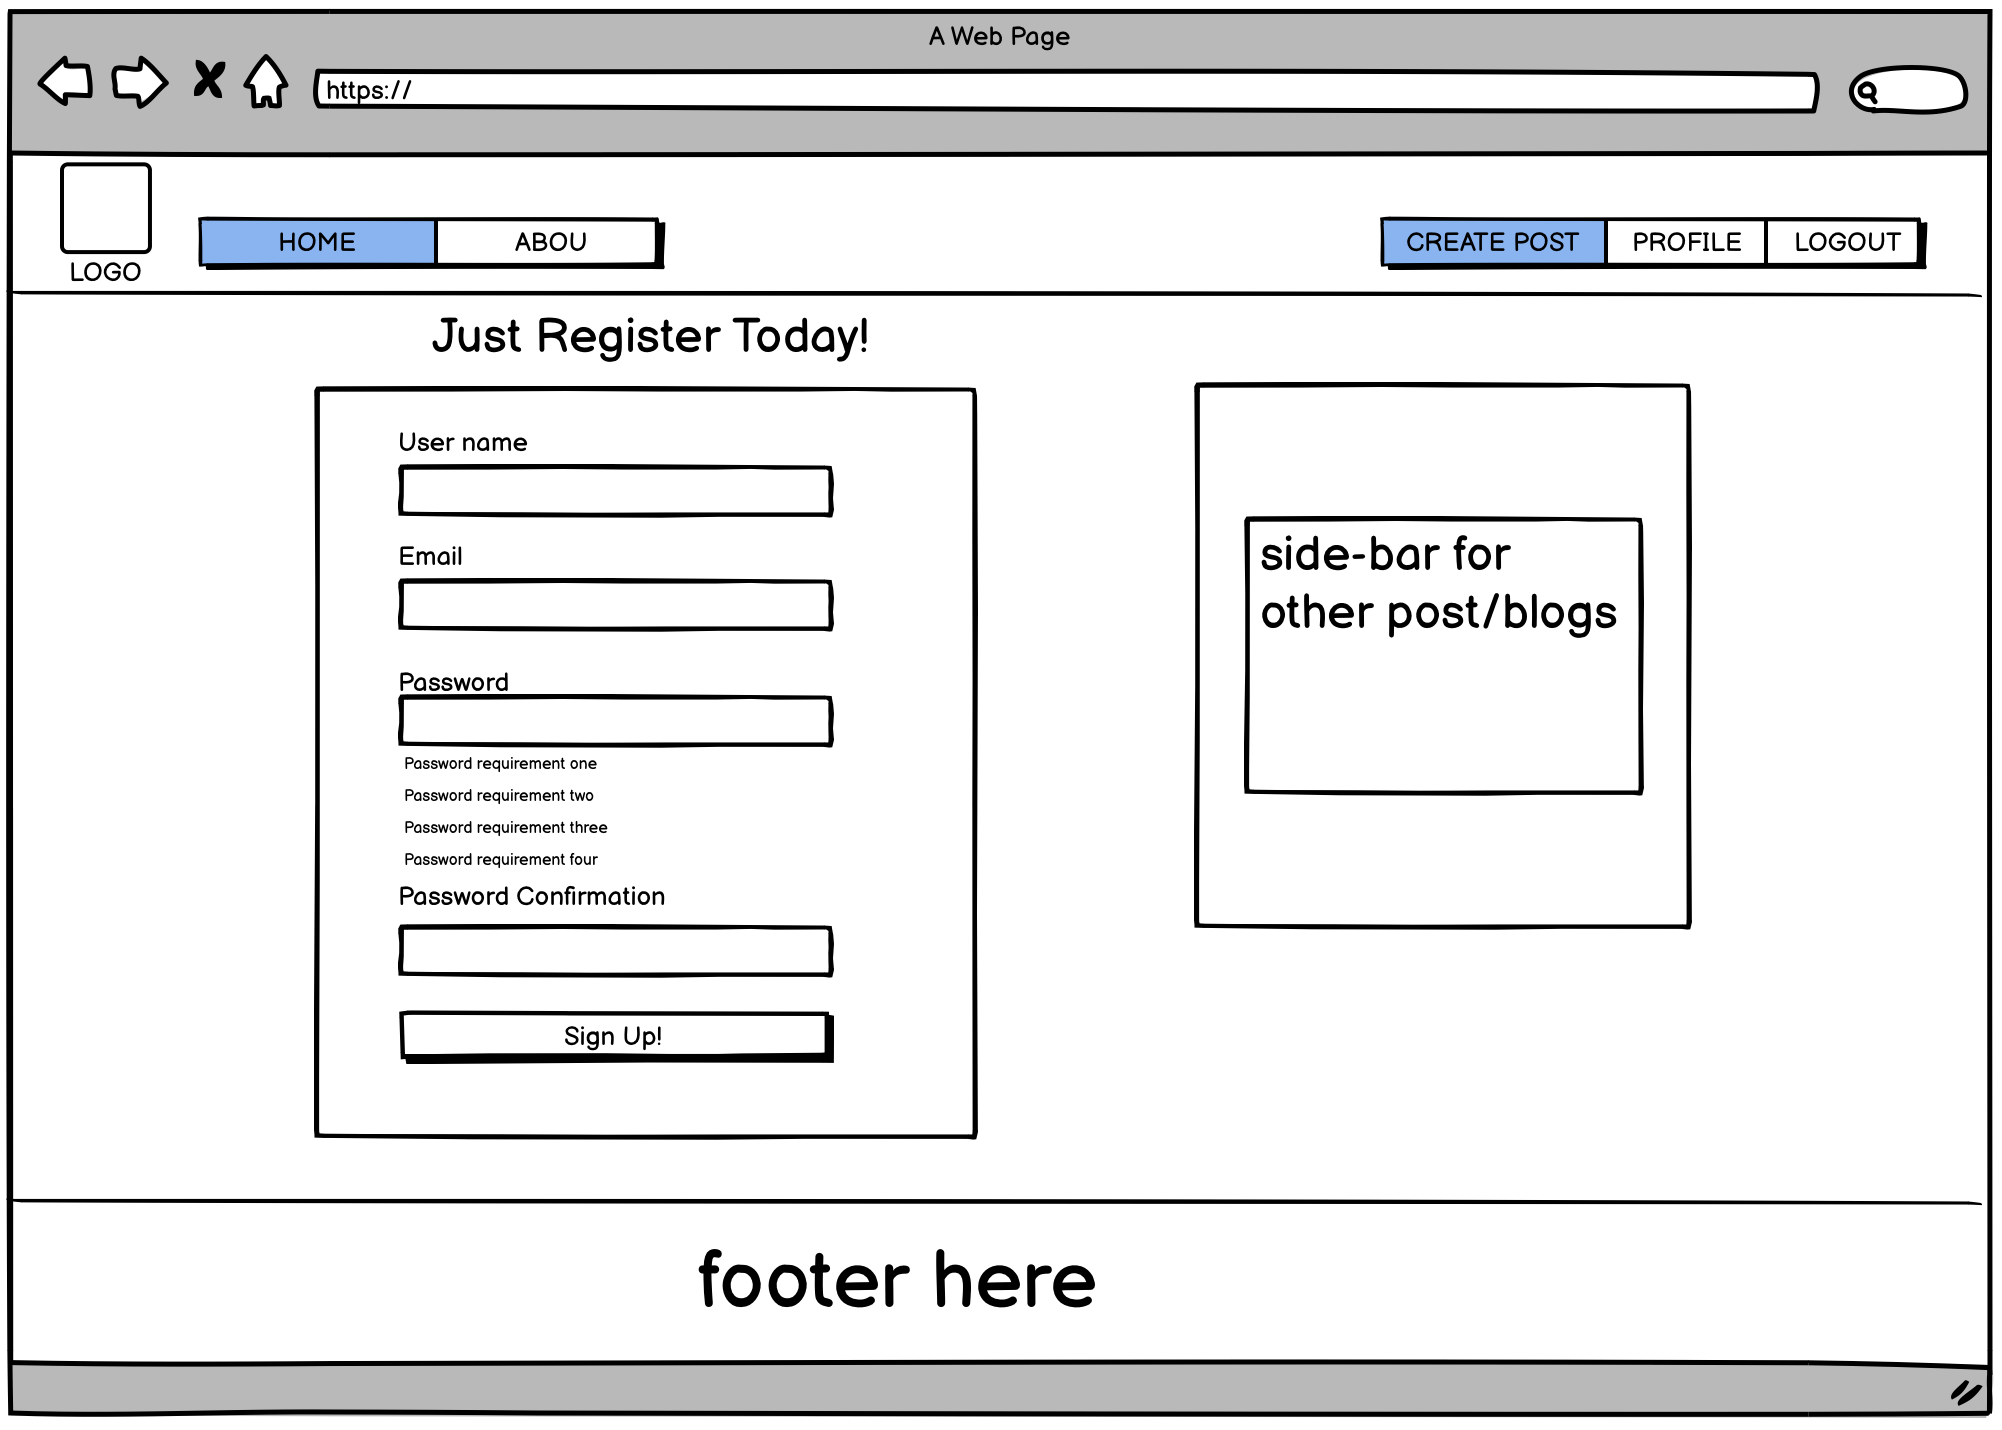 A Web Page
https://
LOGO
HOME
ABOU
CREATE POST
PROFILE
LOGOUT
Just Register Today!
User name
Email
Password
Password requirement one
Password requirement two
Password requirement three
Password requirement four
Password Confirmation
Sign Up!
side-bar for
other post/blogs
footer here